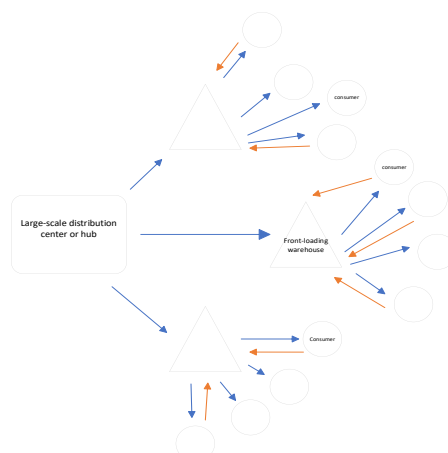 consumer
consumer
Large-scale distribution
center or hub
Front-loading
warehouse
Consumer